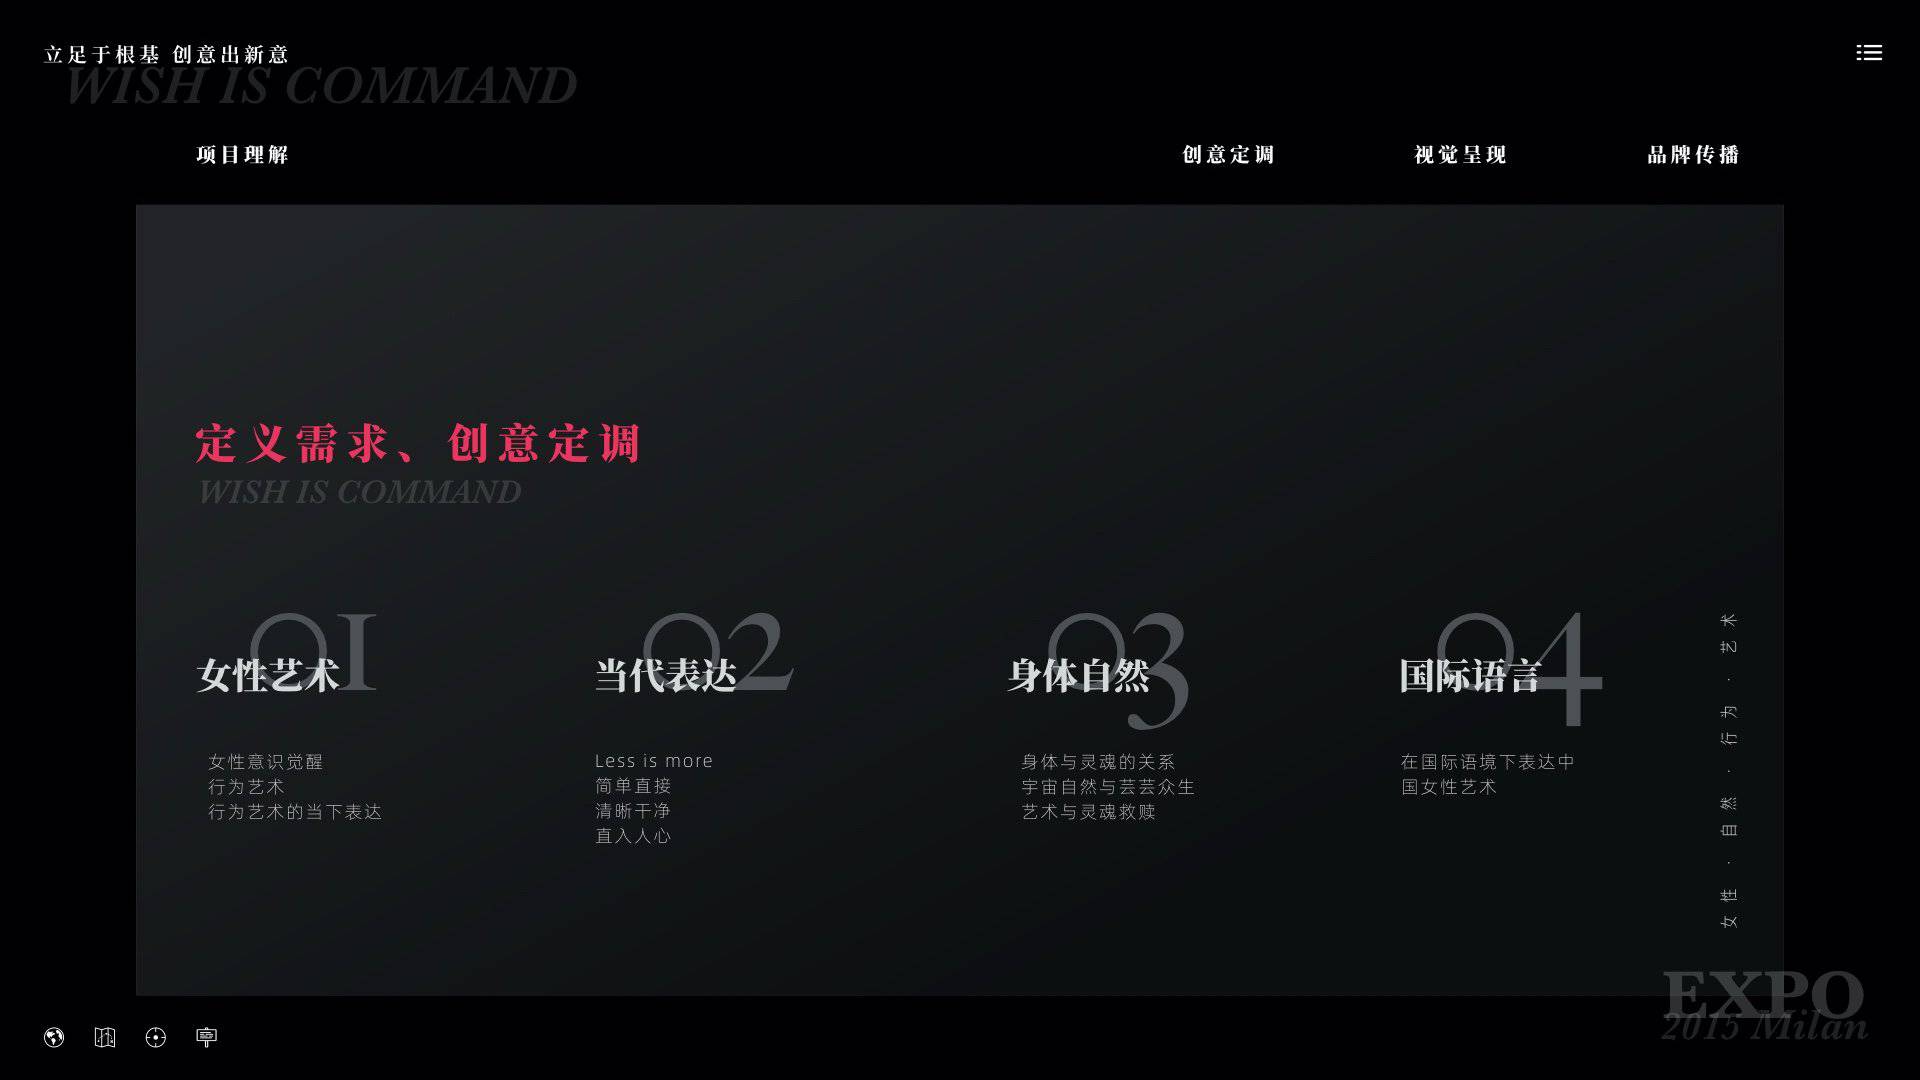 立足于根基 创意出新意
WISH IS COMMAND
项目理解
创意定调
视觉呈现
品牌传播
定义需求、创意定调
WISH IS COMMAND
01
女性艺术
女性意识觉醒
行为艺术
行为艺术的当下表达
02
当代表达
Less is more
简单直接
清晰干净
直入人心
03
身体自然
身体与灵魂的关系
宇宙自然与芸芸众生
艺术与灵魂救赎
04
国际语言
在国际语境下表达中
国女性艺术
女性 · 自然 · 行为 · 艺术
EXPO
2015 Milan